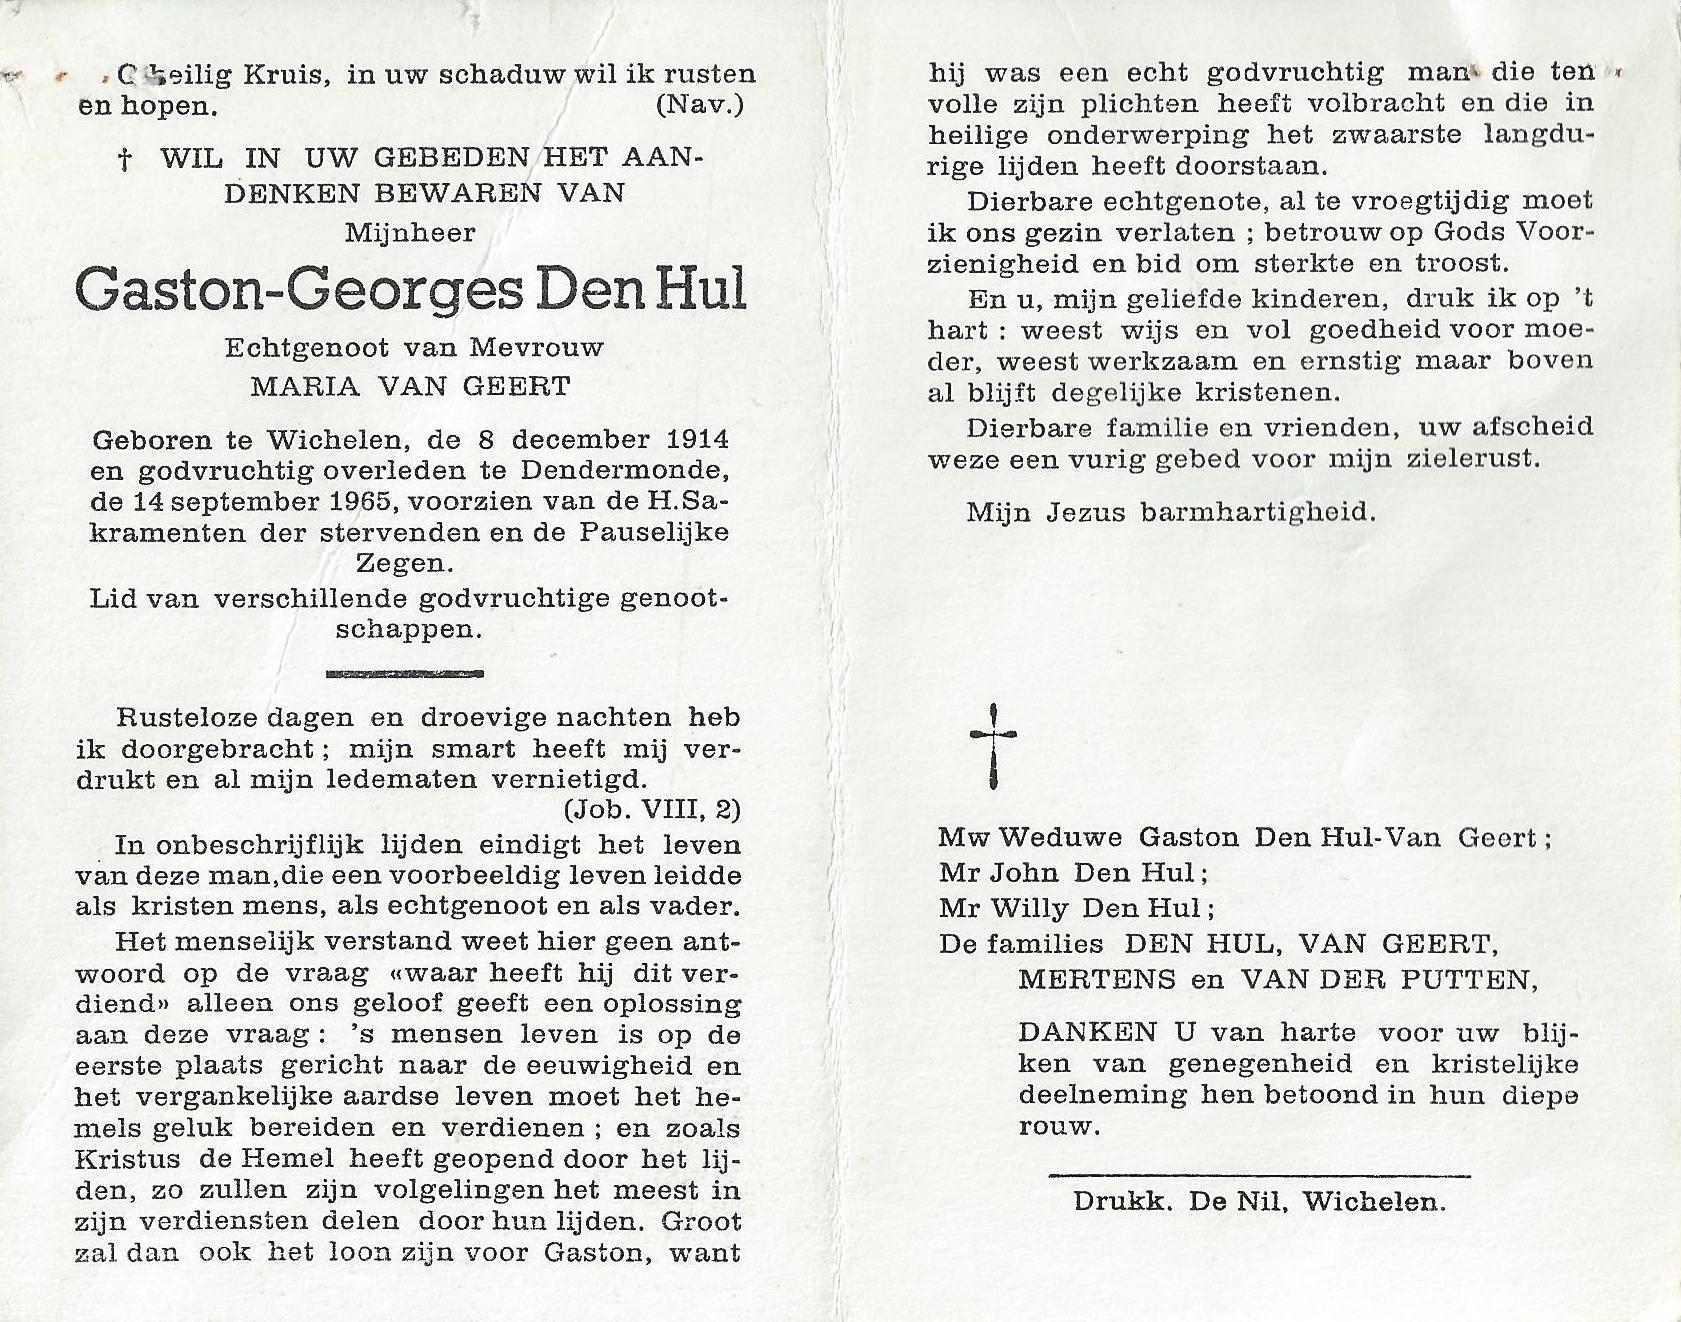 O heilig Kruis, in uw schaduw wil ik rusten
en hopen. (Nav.)
† WIL IN UW GEBEDEN HET AAN-
DENKEN BEWAREN VAN
Mijnheer
Gaston-Georges Den Hul
Echtgenoot van Mevrouw
MARIA VAN GEERT
Geboren te Wichelen, de 8 december 1914
en godvruchtig overleden te Dendermonde,
de 14 september 1965, voorzien van de H.Sa-
kramenten der stervenden en de Pauselijke
Zegen.
Lid van verschillende godvruchtige genoot-
schappen.
Rusteloze dagen en droevige nachten heb
ik doorgebracht ; mijn smart heeft mij ver-
drukt en al mijn ledematen vernietigd.
(Job. VIII, 2)
In onbeschrijflijk lijden eindigt het leven
van deze man,die een voorbeeldig leven leidde
als kristen mens, als echtgenoot en als vader.
Het menselijk verstand weet hier geen ant-
woord op de vraag «waar heeft hij dit ver-
diend» alleen ons geloof geeft een oplossing
aan deze vraag : 's mensen leven is op de
eerste plaats gericht naar de eeuwigheid en
het vergankelijke aardse leven moet het he-
mels geluk bereiden en verdienen ; en zoals
Kristus de Hemel heeft geopend door het lij-
den, zo zullen zijn volgelingen het meest in
zijn verdiensten delen door hun lijden. Groot
zal dan ook het loon zijn voor Gaston, want
hij was een echt godvruchtig man die ten
volle zijn plichten heeft volbracht en die in
heilige onderwerping het zwaarste langdu-
rige lijden heeft doorstaan.
Dierbare echtgenote, al te vroegtijdig moet
ik ons gezin verlaten ; betrouw op Gods Voor-
zienigheid en bid om sterkte en troost.
En u, mijn geliefde kinderen, druk ik op 't
hart : weest wijs en vol goedheid voor moe-
der, weest werkzaam en ernstig maar boven
al blijft degelijke kristenen.
Dierbare familie en vrienden, uw afscheid
weze een vurig gebed voor mijn zielerust.
Mijn Jezus barmhartigheid.
Mw Weduwe Gaston Den Hul-Van Geert ;
Mr John Den Hul ;
Mr Willy Den Hul ;
De families DEN HUL, VAN GEERT,
MERTENS en VAN DER PUTTEN,
DANKEN U van harte voor uw blij-
ken van genegenheid en kristelijke
deelneming hen betoond in hun diepe
rouw.
Drukk. De Nil, Wichelen.